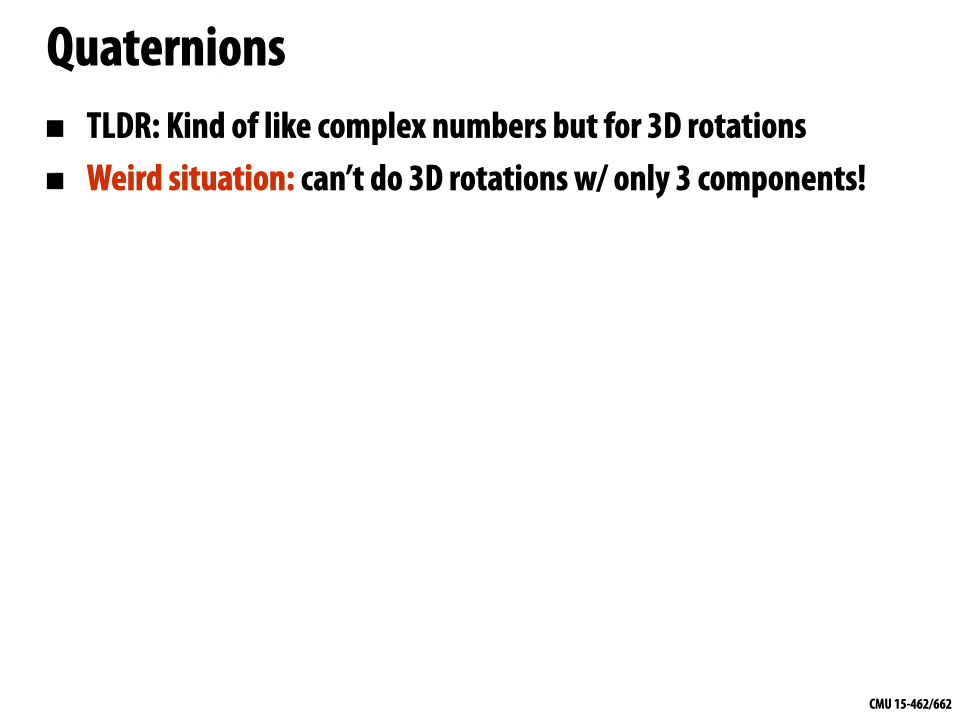 Quaternions
■ TLDR: Kind of like complex numbers but for 3D rotations
■ Weird situation: can’t do 3D rotations w/ only 3 components!
CMU 15-462/662